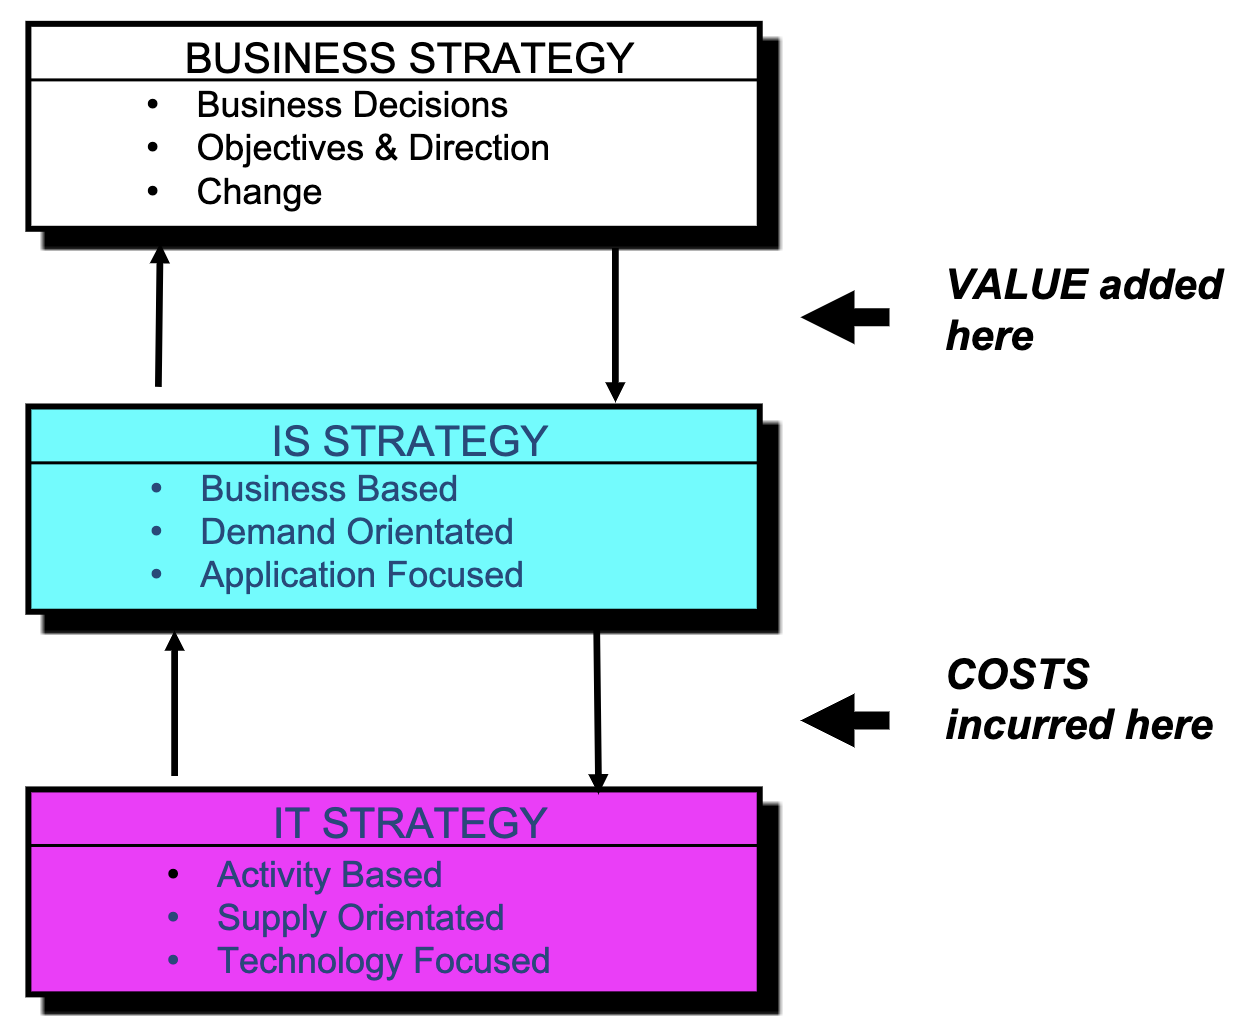 BUSINESS STRATEGY
• Business Decisions
• Objectives & Direction
• Change
VALUE added
here
IS STRATEGY
• Business Based
• Demand Orientated
• Application Focused
COSTS
incurred here
IT STRATEGY
• Activity Based
• Supply Orientated
• Technology Focused